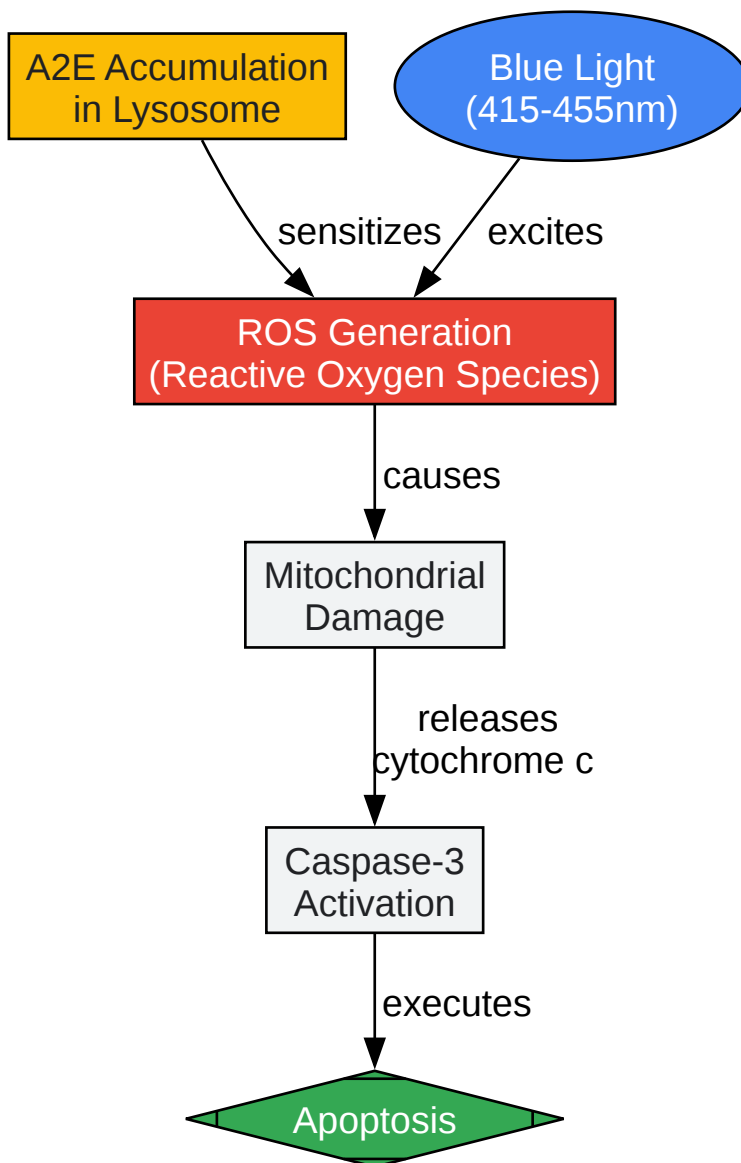 A2E Accumulation
in Lysosome
Blue Light
(415-455nm)
sensitizes
excites
ROS Generation
(Reactive Oxygen Species)
causes
Mitochondrial
Damage
releases
cytochrome c
Caspase-3
Activation
executes
Apoptosis